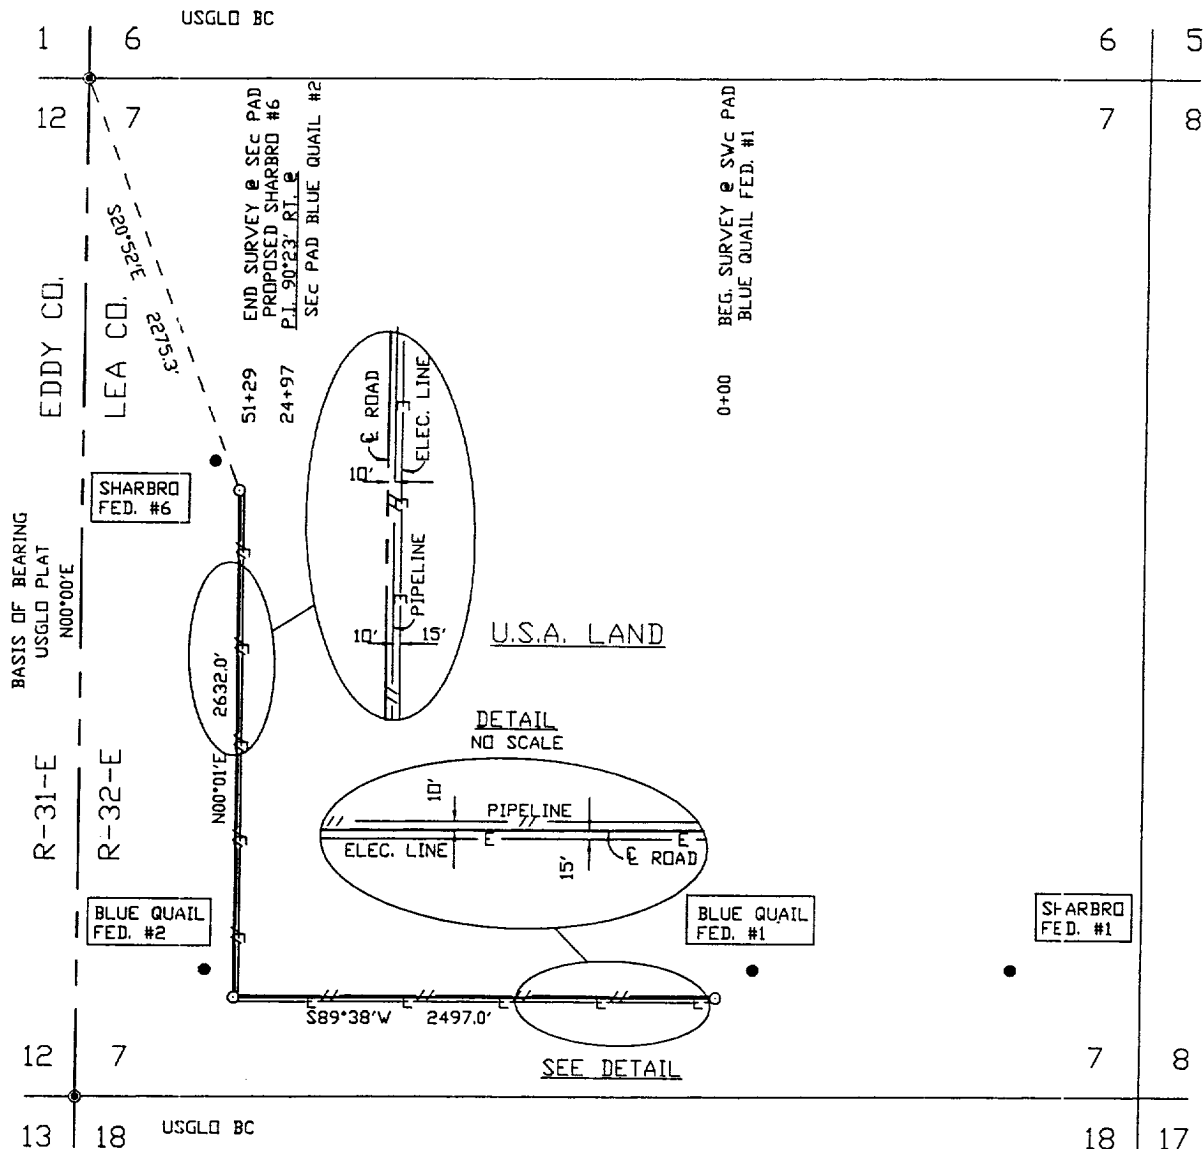 USGLO BC
1 6
6 5
12 7
7 8
S20°52'E 2275.3'
EDDY CO.
LEA CO.
51+29 END SURVEY @ SEc PAD
PROPOSED SHARBRO #6
24+97 P.I. 90°23' RT. @
SEc PAD BLUE QUAIL #2
0+00 BEG. SURVEY @ SWc PAD
BLUE QUAIL FED. #1
℄ ROAD
ELEC. LINE
10'
E
PIPELINE
E
10' 15'
SHARBRO
FED. #6
BASIS OF BEARING
USGLO PLAT
N00°00'E
U.S.A. LAND
2632.0'
N00°01'E
R-31-E
R-32-E
DETAIL
NO SCALE
10'
PIPELINE
ELEC. LINE
E
E
℄ ROAD
15'
BLUE QUAIL
FED. #2
BLUE QUAIL
FED. #1
SHARBRO
FED. #1
E E E E E
S89°38'W 2497.0'
SEE DETAIL
12 7
7 8
USGLO BC
13 18
18 17